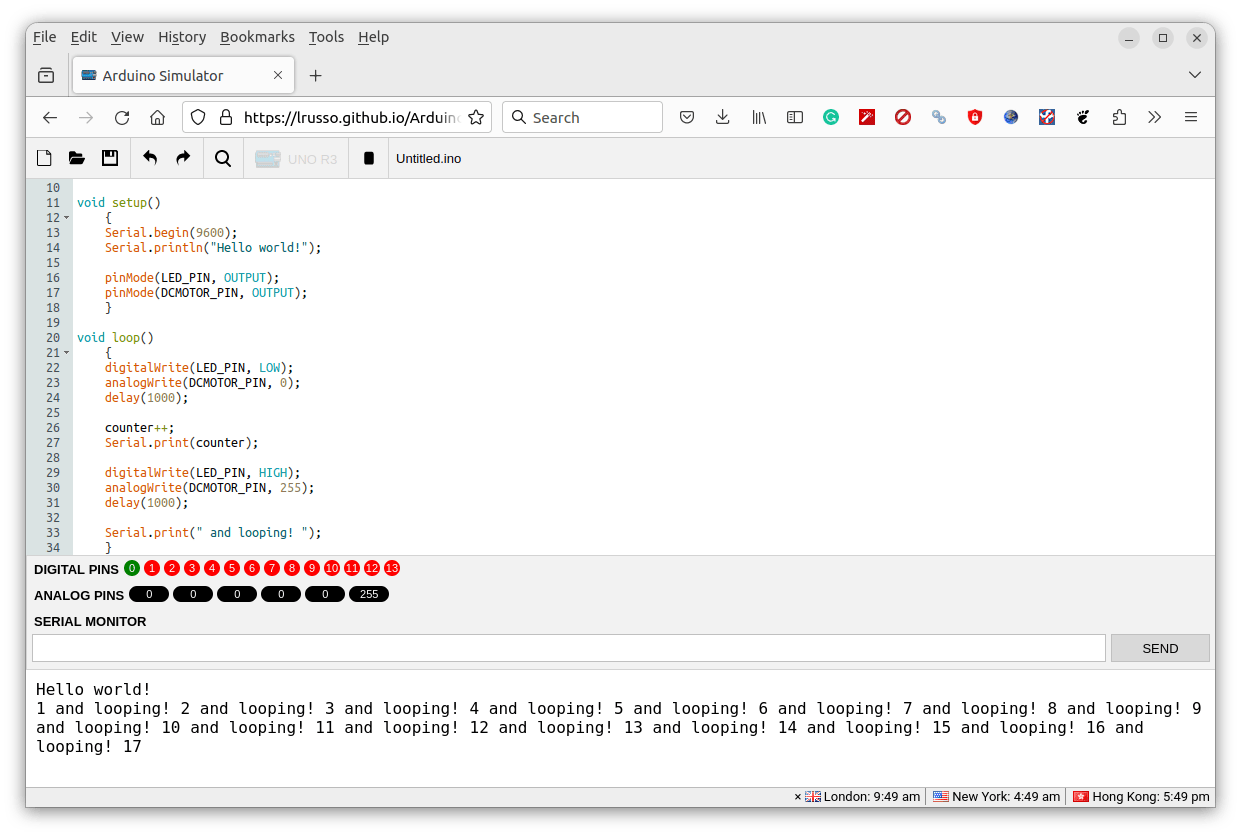 File Edit View History Bookmarks Tools Help
Arduino Simulator
https://lrusso.github.io/Arduin
Search
UNO R3
Untitled.ino
10
11 void setup()
12 {
13 Serial.begin(9600);
14 Serial.println("Hello world!");
15
16 pinMode(LED_PIN, OUTPUT);
17 pinMode(DCMOTOR_PIN, OUTPUT);
18 }
19
20 void loop()
21 {
22 digitalWrite(LED_PIN, LOW);
23 analogWrite(DCMOTOR_PIN, 0);
24 delay(1000);
25
26 counter++;
27 Serial.print(counter);
28
29 digitalWrite(LED_PIN, HIGH);
30 analogWrite(DCMOTOR_PIN, 255);
31 delay(1000);
32
33 Serial.print(" and looping! ");
34 }
DIGITAL PINS 0 1 2 3 4 5 6 7 8 9 10 11 12 13
ANALOG PINS 0 0 0 0 0 255
SERIAL MONITOR
SEND
Hello world!
1 and looping! 2 and looping! 3 and looping! 4 and looping! 5 and looping! 6 and looping! 7 and looping! 8 and looping! 9
and looping! 10 and looping! 11 and looping! 12 and looping! 13 and looping! 14 and looping! 15 and looping! 16 and
looping! 17
× London: 9:49 am New York: 4:49 am Hong Kong: 5:49 pm